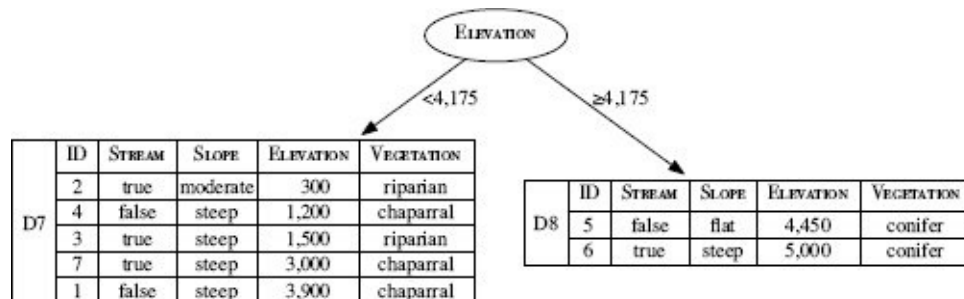 ELEVATION
<4,175
≥4,175
ID STREAM SLOPE ELEVATION VEGETATION
D7
2 true moderate 300 riparian
4 false steep 1,200 chaparral
3 true steep 1,500 riparian
7 true steep 3,000 chaparral
1 false steep 3,900 chaparral
ID STREAM SLOPE ELEVATION VEGETATION
D8
5 false flat 4,450 conifer
6 true steep 5,000 conifer